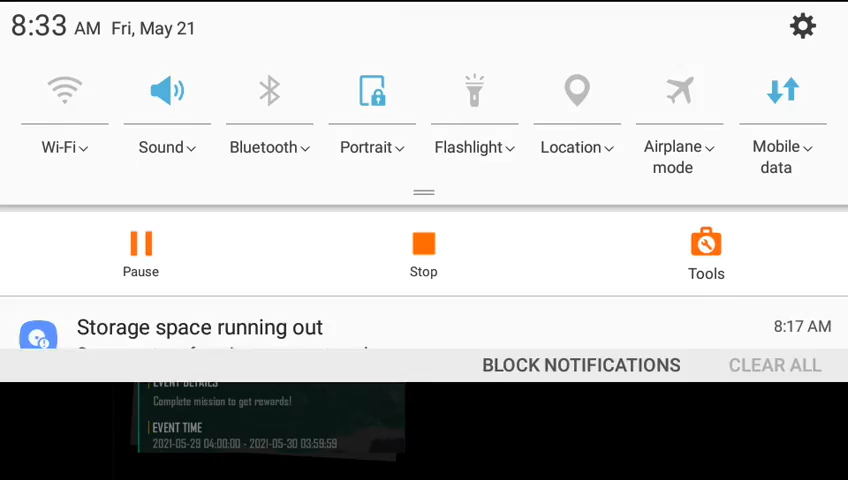 8:33 AM Fri, May 21
Wi-Fi Sound Bluetooth Portrait Flashlight Location Airplane mode Mobile data
Pause Stop Tools
Storage space running out 8:17 AM
BLOCK NOTIFICATIONS CLEAR ALL
EVENT DETAILS
Complete mission to get rewards!
EVENT TIME
2021-05-29 04:00:00 - 2021-05-30 03:59:59